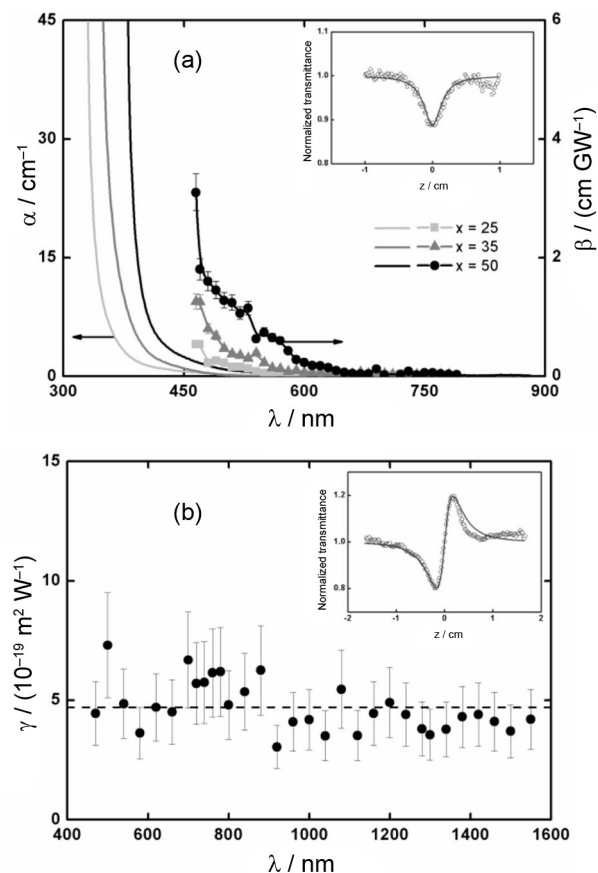 (a)
α / cm⁻¹
45
30
15
0
β / (cm GW⁻¹)
6
4
2
0
300 450 600 750 900
λ / nm
x = 25
x = 35
x = 50
Normalized transmittance
1.1
1.0
0.9
0.8
-1 0 1
z / cm
(b)
γ / (10⁻¹⁹ m² W⁻¹)
15
10
5
0
400 600 800 1000 1200 1400 1600
λ / nm
Normalized transmittance
1.2
1.0
0.8
-2 -1 0 1 2
z / cm